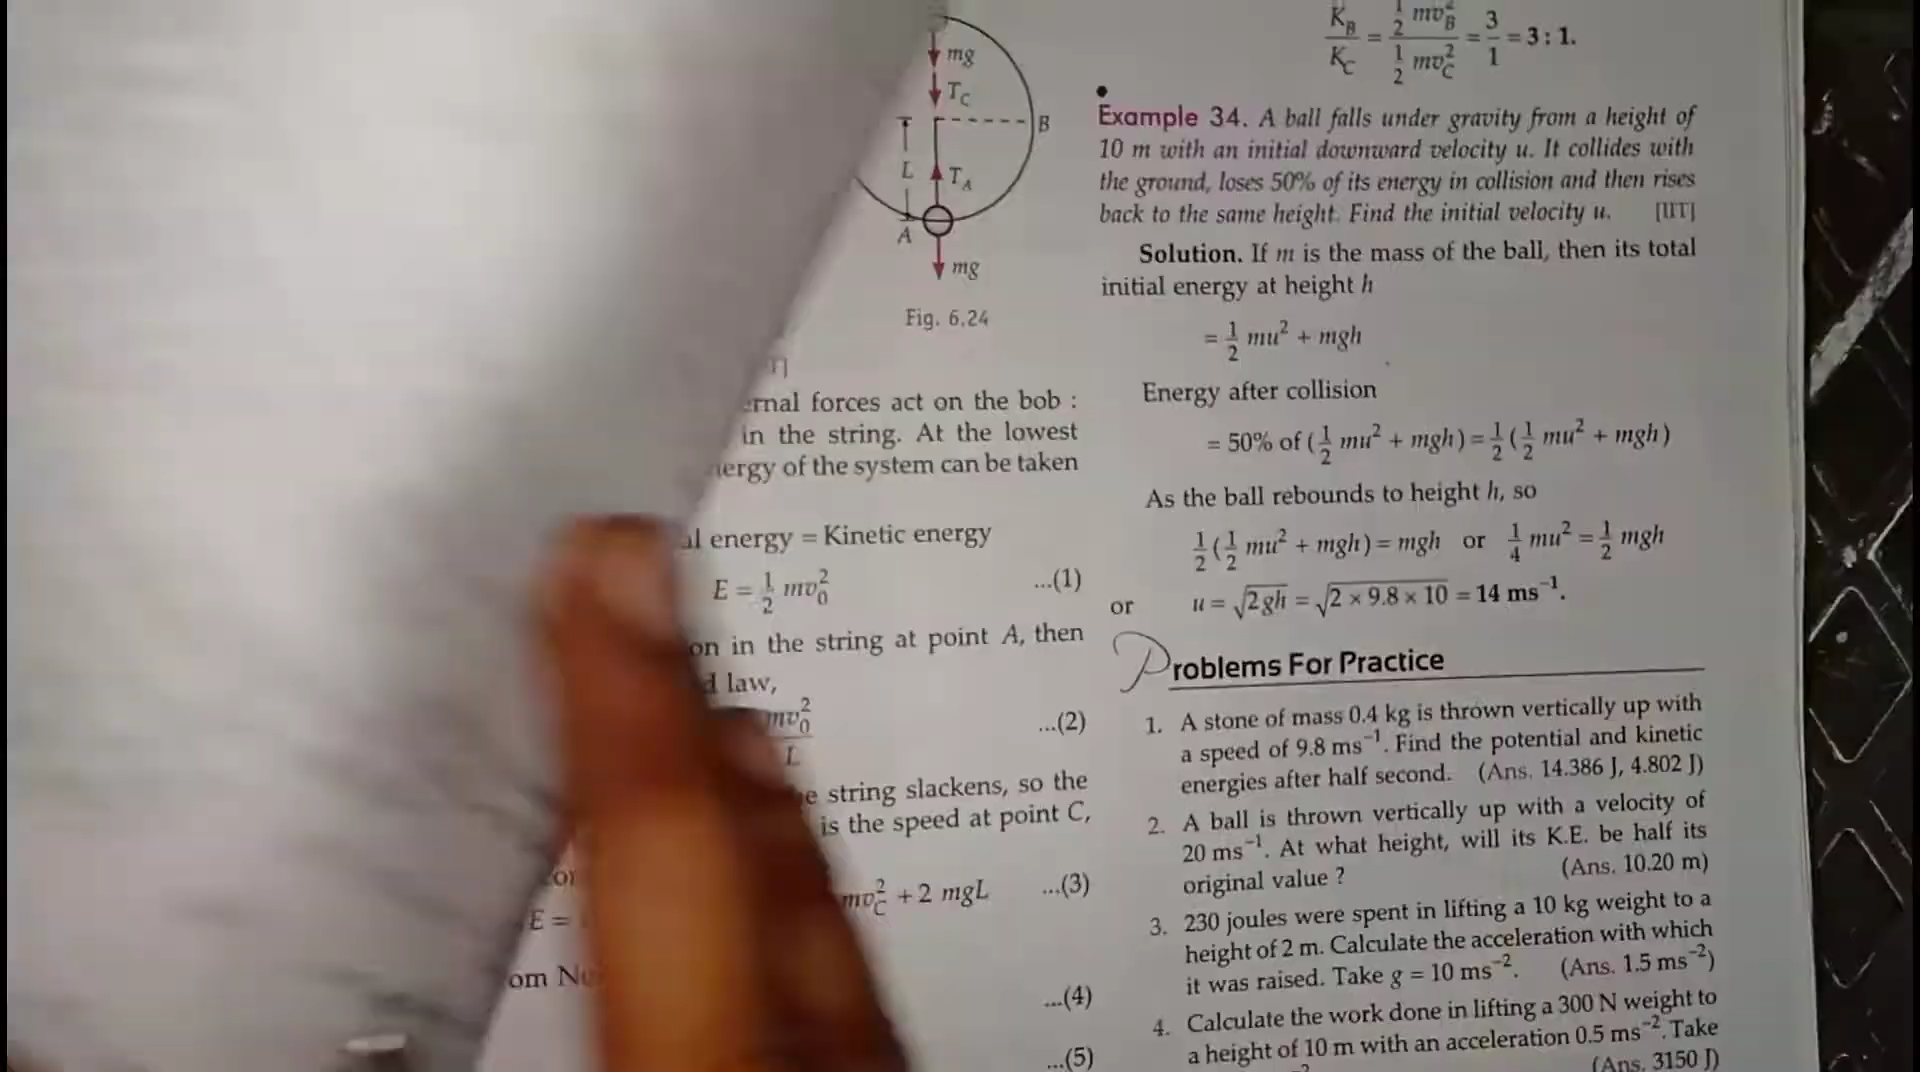 mg
T_C
B
L
T_A
A
mg
Fig. 6.24
ernal forces act on the bob :
in the string. At the lowest
ergy of the system can be taken
al energy = Kinetic energy
E = 1/2 mv₀² ...(1)
on in the string at point A, then
law,
mv₀² ...(2)
L
e string slackens, so the
is the speed at point C,
mv_C² + 2 mgL ...(3)
E =
om
...(4)
...(5)
K_B/K_C = (1/2 mv_B²)/(1/2 mv_C²) = 3/1 = 3 : 1.
Example 34. A ball falls under gravity from a height of
10 m with an initial downward velocity u. It collides with
the ground, loses 50% of its energy in collision and then rises
back to the same height. Find the initial velocity u. [IIT]
Solution. If m is the mass of the ball, then its total
initial energy at height h
= 1/2 mu² + mgh
Energy after collision
= 50% of (1/2 mu² + mgh) = 1/2 (1/2 mu² + mgh)
As the ball rebounds to height h, so
1/2 (1/2 mu² + mgh) = mgh or 1/4 mu² = 1/2 mgh
or u = √2gh = √2 × 9.8 × 10 = 14 ms⁻¹.
Problems For Practice
1. A stone of mass 0.4 kg is thrown vertically up with
a speed of 9.8 ms⁻¹. Find the potential and kinetic
energies after half second. (Ans. 14.386 J, 4.802 J)
2. A ball is thrown vertically up with a velocity of
20 ms⁻¹. At what height, will its K.E. be half its
original value ? (Ans. 10.20 m)
3. 230 joules were spent in lifting a 10 kg weight to a
height of 2 m. Calculate the acceleration with which
it was raised. Take g = 10 ms⁻². (Ans. 1.5 ms⁻²)
4. Calculate the work done in lifting a 300 N weight to
a height of 10 m with an acceleration 0.5 ms⁻². Take
(Ans. 3150 J)